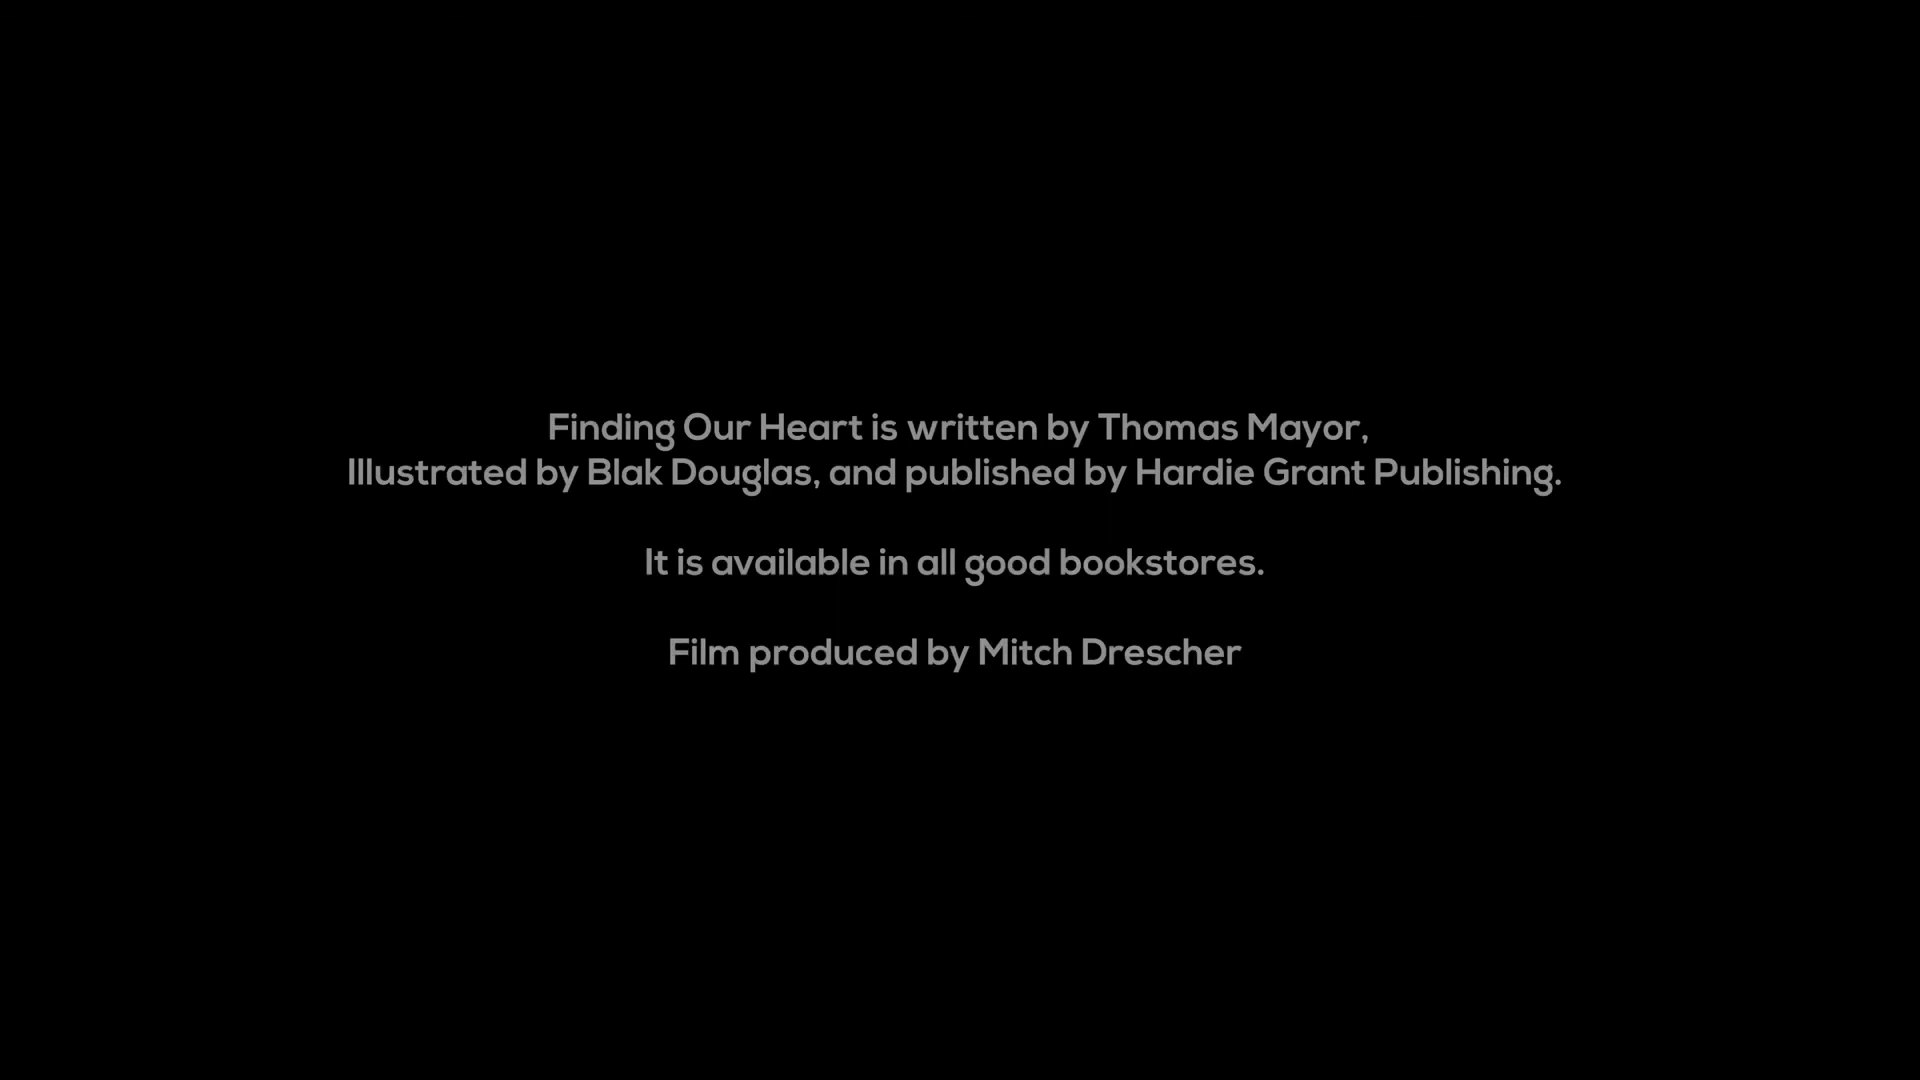 Finding Our Heart is written by Thomas Mayor,
Illustrated by Blak Douglas, and published by Hardie Grant Publishing.
It is available in all good bookstores.
Film produced by Mitch Drescher